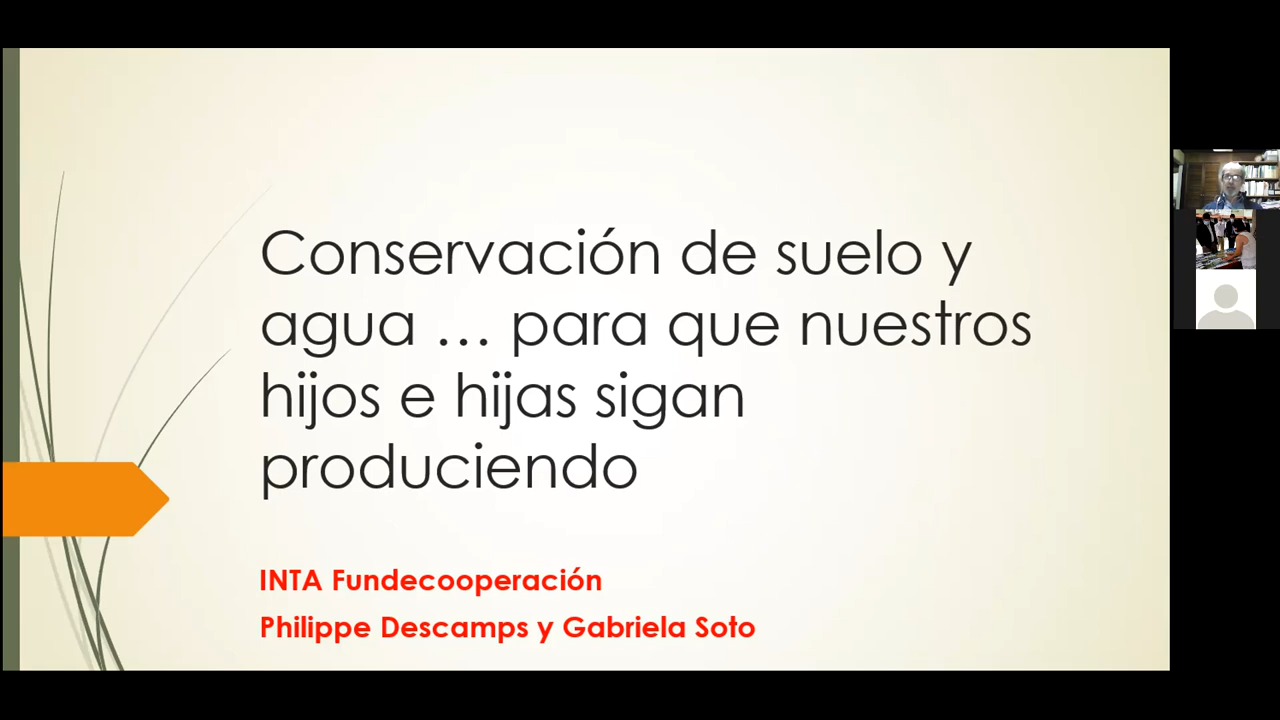 Conservación de suelo y
agua … para que nuestros
hijos e hijas sigan
produciendo
INTA Fundecooperación
Philippe Descamps y Gabriela Soto